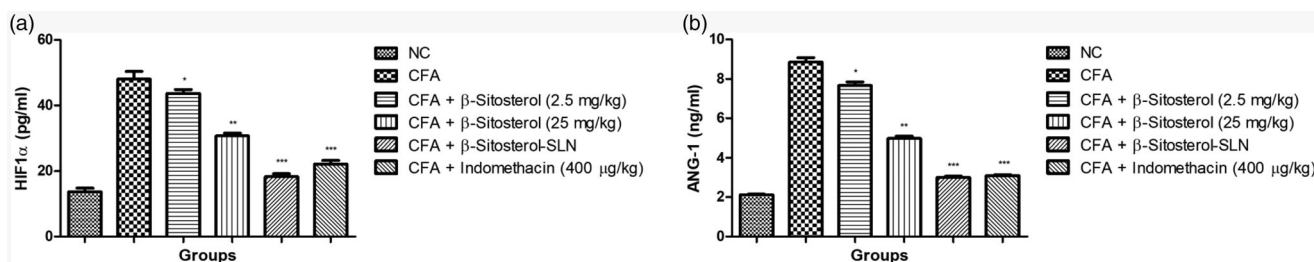 (a)
HIF1α (pg/ml)
60
40
20
0
*
**
***
***
Groups
NC
CFA
CFA + β-Sitosterol (2.5 mg/kg)
CFA + β-Sitosterol (25 mg/kg)
CFA + β-Sitosterol-SLN
CFA + Indomethacin (400 μg/kg)
(b)
ANG-1 (ng/ml)
10
8
6
4
2
0
*
**
***
***
Groups
NC
CFA
CFA + β-Sitosterol (2.5 mg/kg)
CFA + β-Sitosterol (25 mg/kg)
CFA + β-Sitosterol-SLN
CFA + Indomethacin (400 μg/kg)